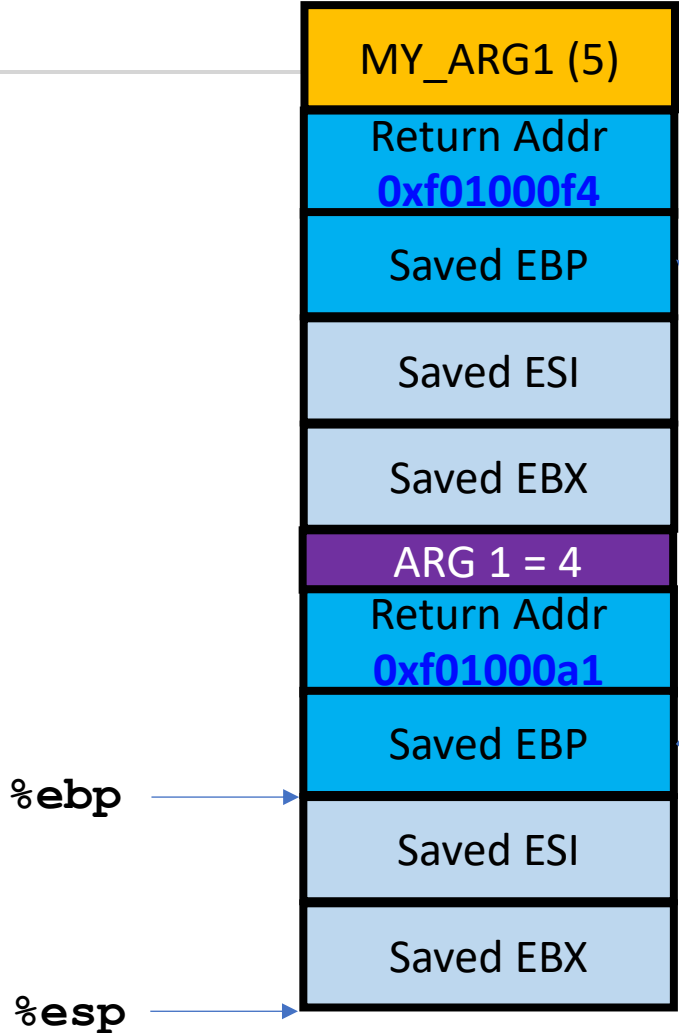 MY_ARG1 (5)
Return Addr
0xf01000f4
Saved EBP
Saved ESI
Saved EBX
ARG 1 = 4
Return Addr
0xf01000a1
Saved EBP
%ebp
Saved ESI
Saved EBX
%esp